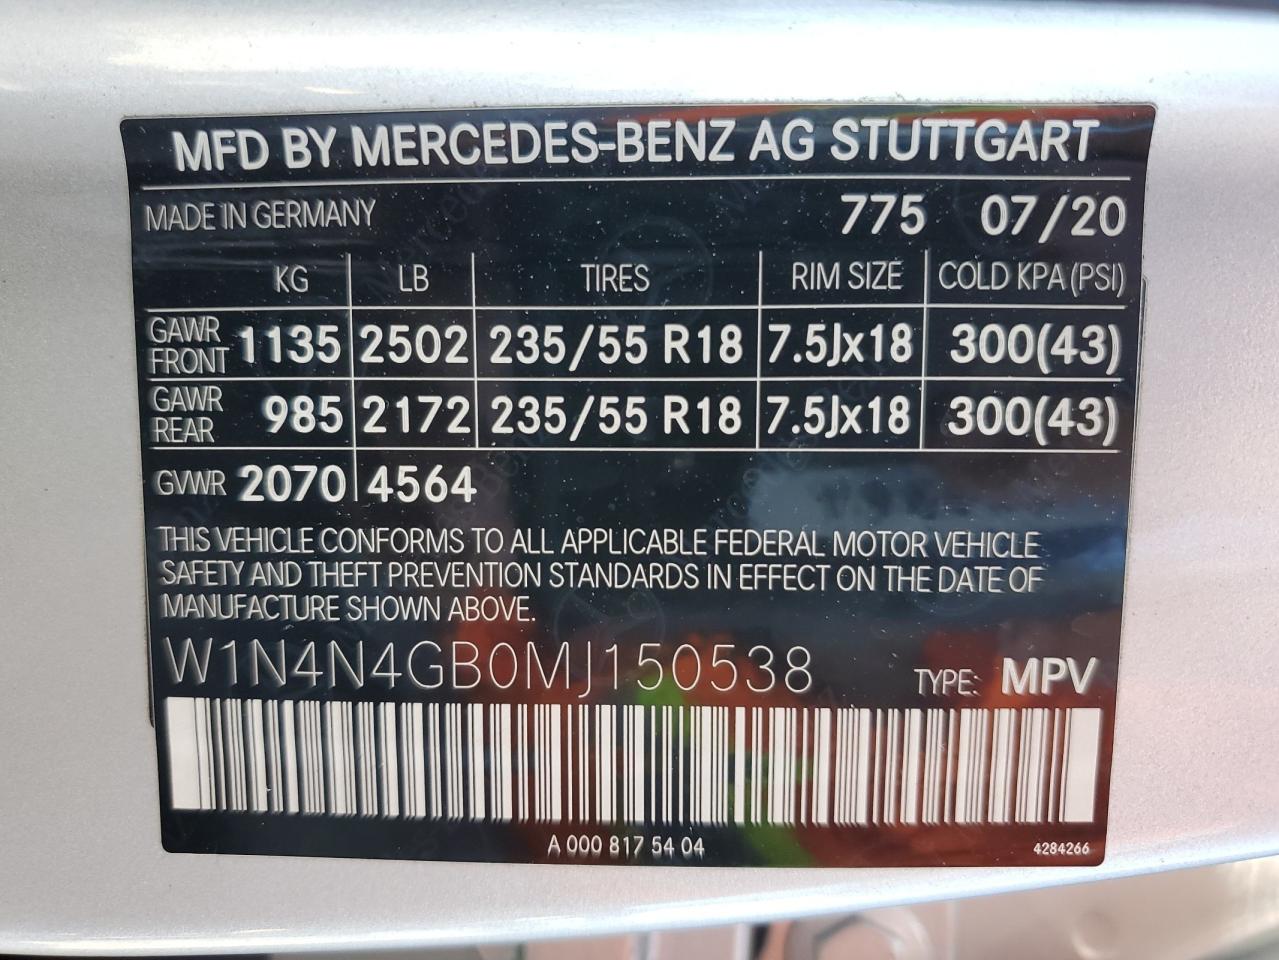 MFD BY MERCEDES-BENZ AG STUTTGART
MADE IN GERMANY 775 07/20
KG LB TIRES RIM SIZE COLD KPA (PSI)
GAWR FRONT 1135 2502 235/55 R18 7.5Jx18 300(43)
GAWR REAR 985 2172 235/55 R18 7.5Jx18 300(43)
GVWR 2070 4564
THIS VEHICLE CONFORMS TO ALL APPLICABLE FEDERAL MOTOR VEHICLE
SAFETY AND THEFT PREVENTION STANDARDS IN EFFECT ON THE DATE OF
MANUFACTURE SHOWN ABOVE.
W1N4N4GB0MJ150538 TYPE: MPV
A 000 817 54 04 4284266